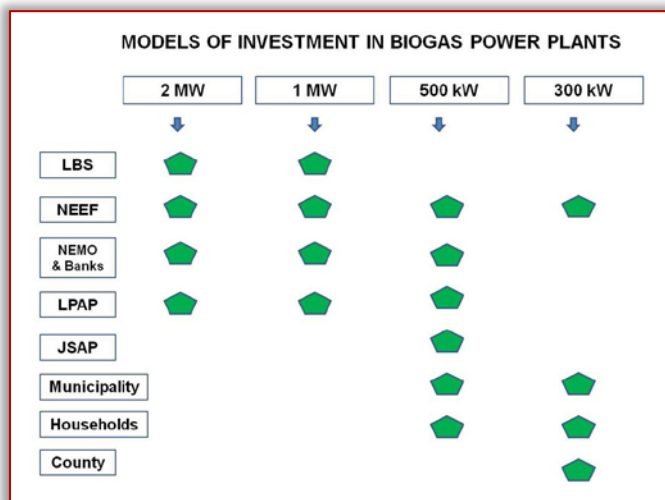 MODELS OF INVESTMENT IN BIOGAS POWER PLANTS
2 MW 1 MW 500 kW 300 kW
LBS
NEEF
NEMO
& Banks
LPAP
JSAP
Municipality
Households
County